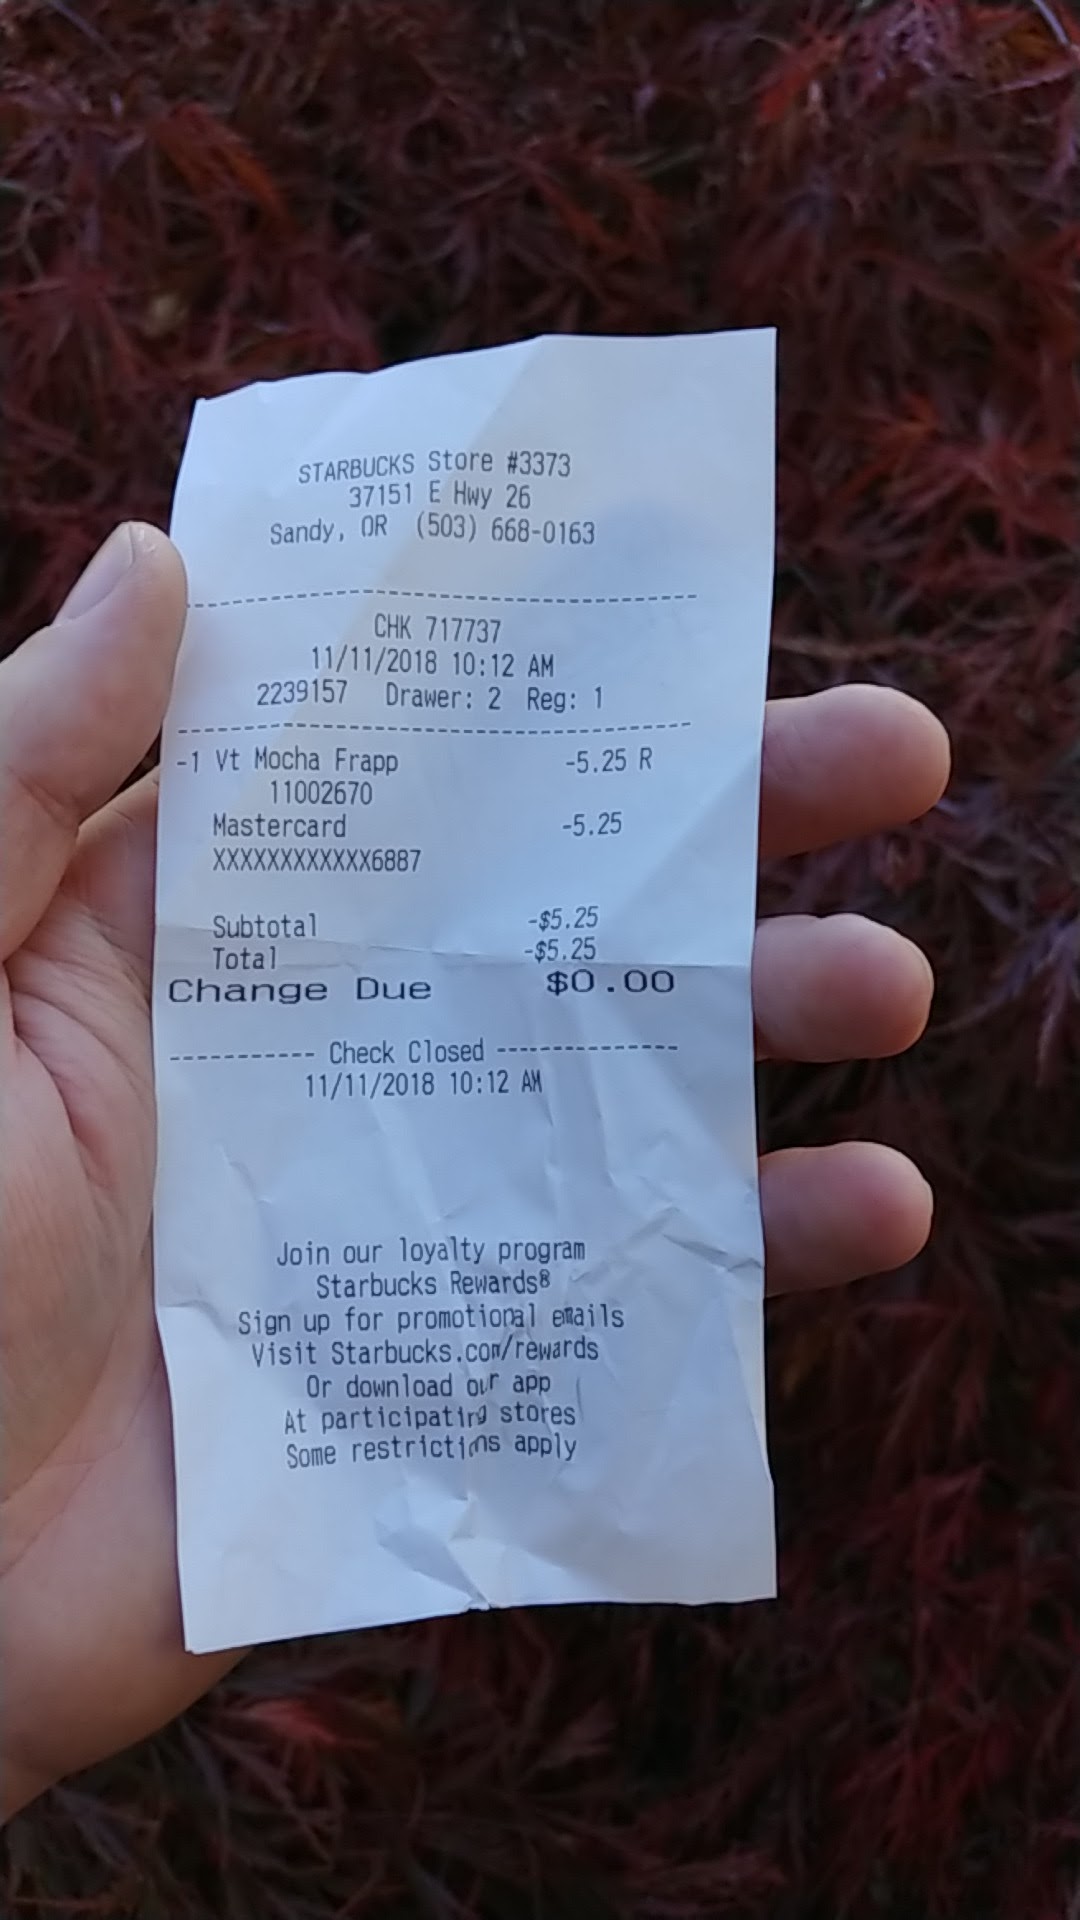 STARBUCKS Store #3373
37151 E Hwy 26
Sandy, OR (503) 668-0163
CHK 717737
11/11/2018 10:12 AM
2239157 Drawer: 2 Reg: 1
-1 Vt Mocha Frapp -5.25 R
11002670
Mastercard -5.25
XXXXXXXXXXXX6887
Subtotal -$5.25
Total -$5.25
Change Due $0.00
----------- Check Closed --------------
11/11/2018 10:12 AM
Join our loyalty program
Starbucks Rewards®
Sign up for promotional emails
Visit Starbucks.com/rewards
Or download our app
At participating stores
Some restrictions apply